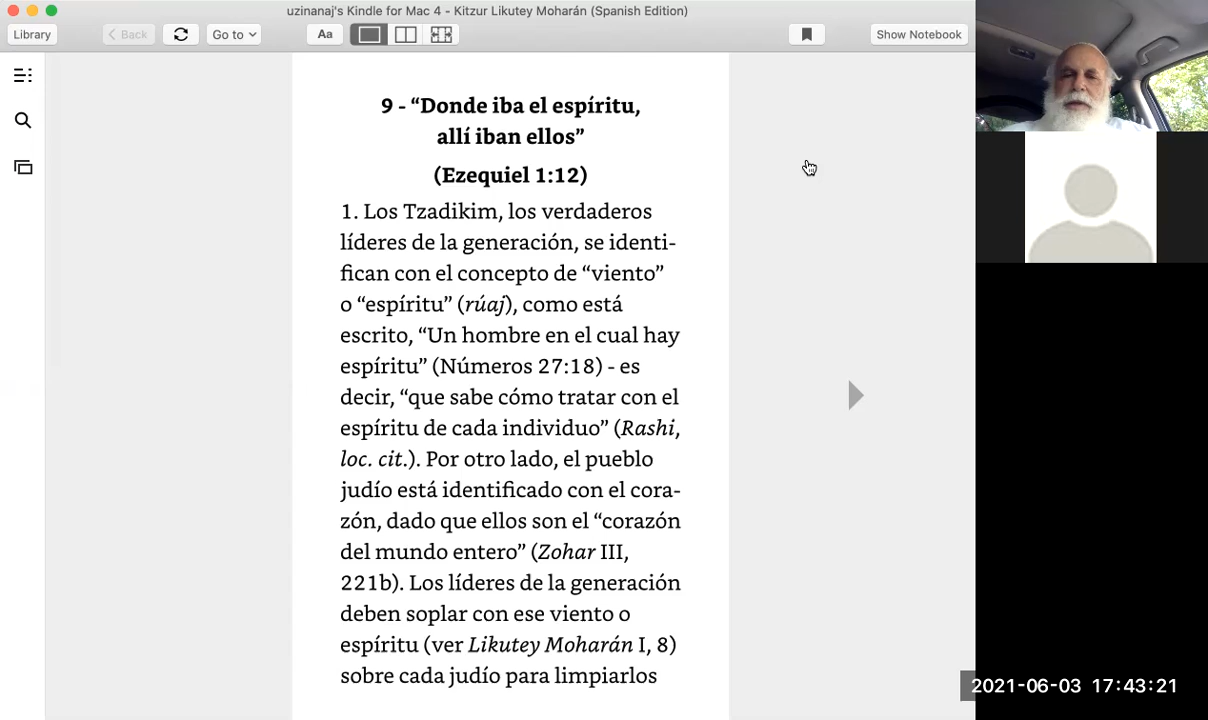 uzinanaj's Kindle for Mac 4 - Kitzur Likutey Moharán (Spanish Edition)
Library
Back
Go to
Aa
Show Notebook
9 - “Donde iba el espíritu,
allí iban ellos”
(Ezequiel 1:12)
1. Los Tzadikim, los verdaderos
líderes de la generación, se identi-
fican con el concepto de “viento”
o “espíritu” (rúaj), como está
escrito, “Un hombre en el cual hay
espíritu” (Números 27:18) - es
decir, “que sabe cómo tratar con el
espíritu de cada individuo” (Rashi,
loc. cit.). Por otro lado, el pueblo
judío está identificado con el cora-
zón, dado que ellos son el “corazón
del mundo entero” (Zohar III,
221b). Los líderes de la generación
deben soplar con ese viento o
espíritu (ver Likutey Moharán I, 8)
sobre cada judío para limpiarlos
2021-06-03 17:43:21